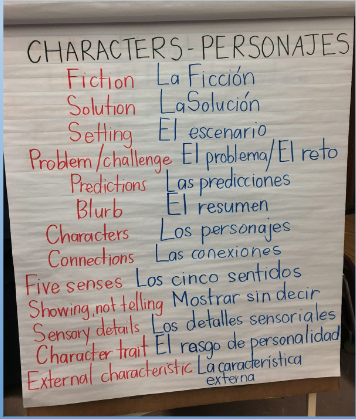 CHARACTERS-PERSONAJES
Fiction La Ficción
Solution La Solución
Setting El escenario
Problem/challenge El problema/El reto
Predictions Las predicciones
Blurb El resumen
Characters Los personajes
Connections Las conexiones
Five senses Los cinco sentidos
Showing, not telling Mostrar sin decir
Sensory details Los detalles sensoriales
Character trait El rasgo de personalidad
External characteristic La característica
externa